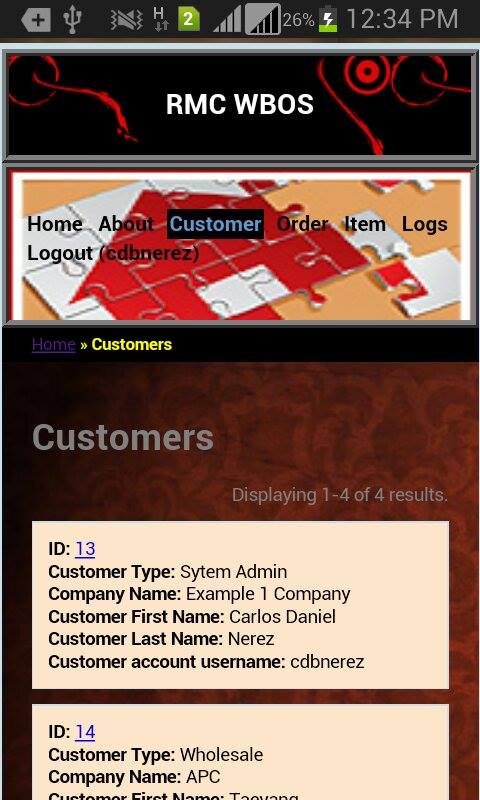 H 2 26% 12:34 PM
RMC WBOS
Home About Customer Order Item Logs
Logout (cdbnerez)
Home » Customers
Customers
Displaying 1-4 of 4 results.
ID: 13
Customer Type: Sytem Admin
Company Name: Example 1 Company
Customer First Name: Carlos Daniel
Customer Last Name: Nerez
Customer account username: cdbnerez
ID: 14
Customer Type: Wholesale
Company Name: APC
Customer First Name: Taeyang